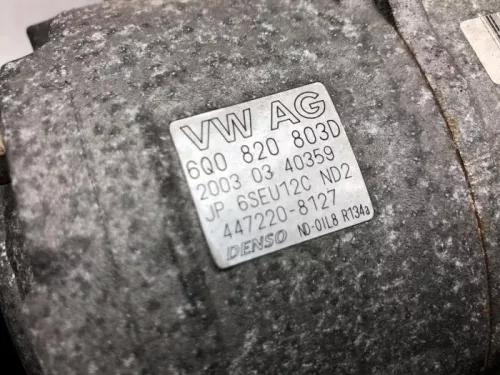 VW AG
6Q0 820 803D
2003 03 40359
JP 6SEU12C ND2
447220-8127
DENSO ND-OIL8 R134a